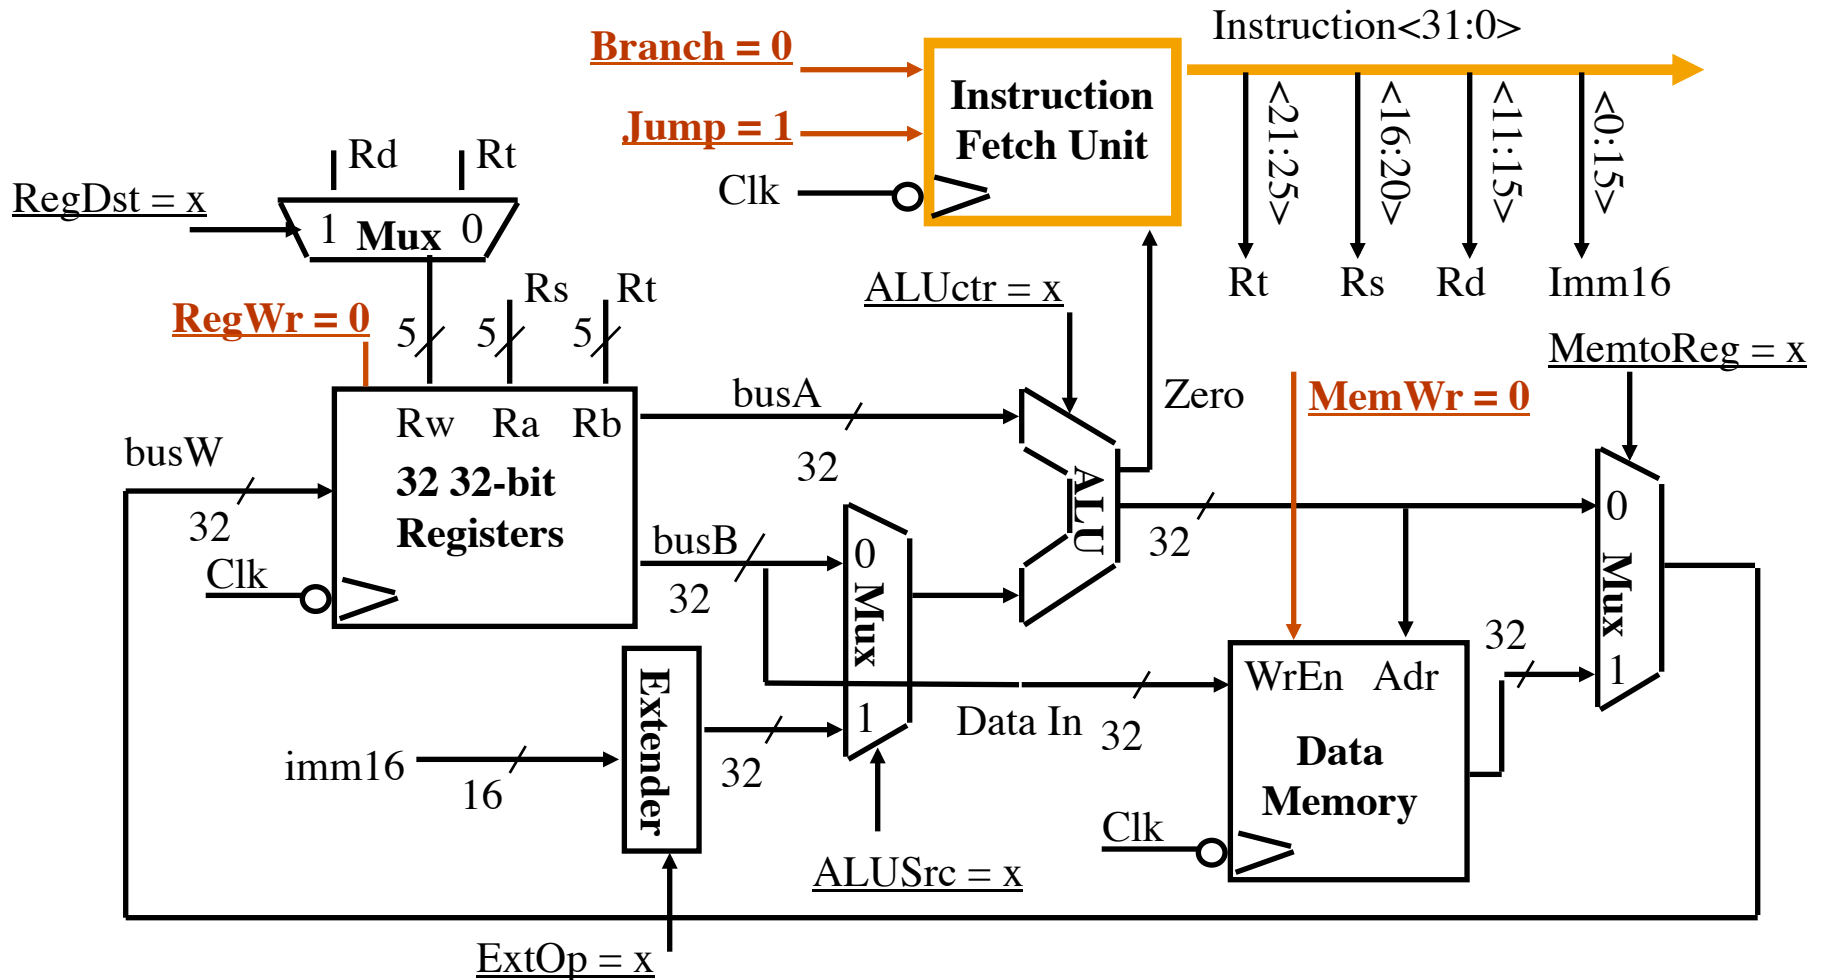 Instruction<31:0>
Branch = 0
Jump = 1
Instruction
Fetch Unit
Clk
<21:25>
<16:20>
<11:15>
<0:15>
Rt
Rs
Rd
Imm16
Rd
Rt
RegDst = x
1
Mux
0
RegWr = 0
5
5
Rs
5
Rt
ALUctr = x
Zero
MemWr = 0
MemtoReg = x
busW
32
Rw
Ra
Rb
32 32-bit
Registers
Clk
busA
32
busB
32
0
Mux
1
ALU
32
imm16
16
Extender
32
ExtOp = x
ALUSrc = x
Data In
32
WrEn
Adr
Data
Memory
Clk
32
0
Mux
1